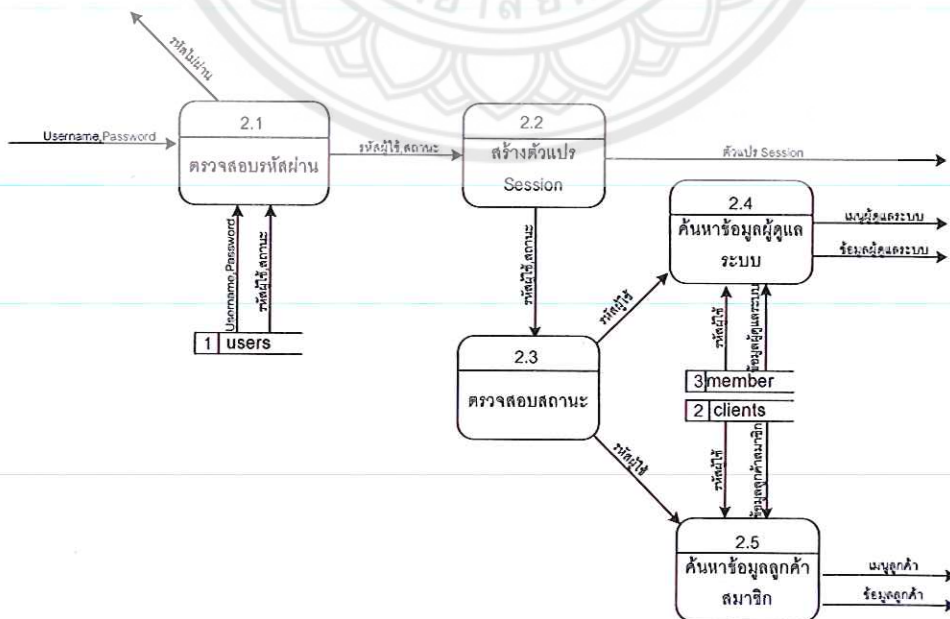 รหัสไม่ผ่าน
Username,Password
2.1
ตรวจสอบรหัสผ่าน
รหัสผู้ใช้,สถานะ
2.2
สร้างตัวแปร
Session
ตัวแปร Session
Username,Password
รหัสผู้ใช้,สถานะ
1 users
รหัสผู้ใช้,สถานะ
2.3
ตรวจสอบสถานะ
รหัสผู้ใช้
รหัสผู้ใช้
2.4
ค้นหาข้อมูลผู้ดูแล
ระบบ
เมนูผู้ดูแลระบบ
ข้อมูลผู้ดูแลระบบ
รหัสผู้ใช้
ข้อมูลผู้ดูแลระบบ
3 member
2 clients
รหัสผู้ใช้
ข้อมูลลูกค้าสมาชิก
2.5
ค้นหาข้อมูลลูกค้า
สมาชิก
เมนูลูกค้า
ข้อมูลลูกค้า